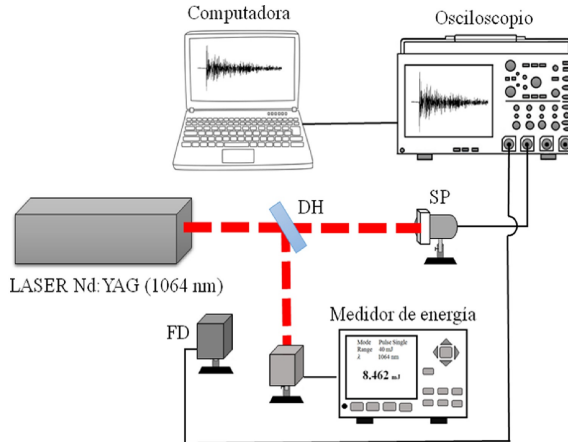 Computadora
Osciloscopio
DH
SP
LASER Nd:YAG (1064 nm)
FD
Medidor de energía
Mode Pulse Single
Range 40 mJ
λ 1064 nm
8.462 mJ